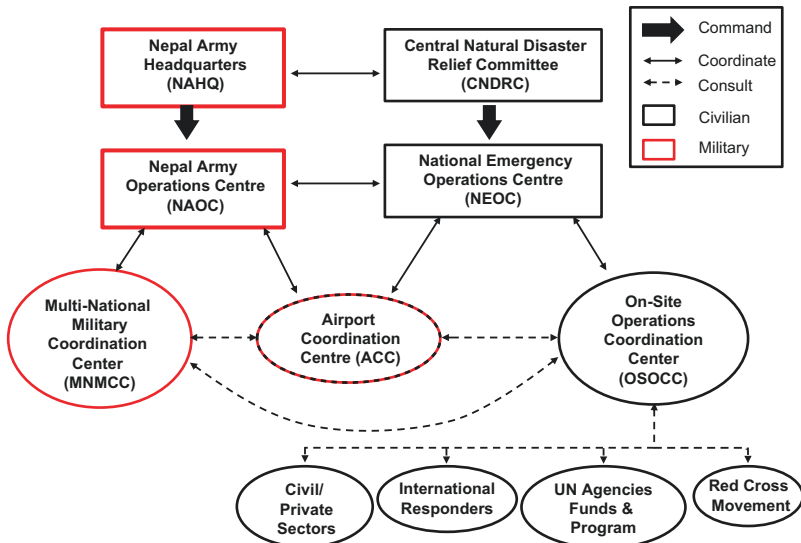 Nepal Army
Headquarters
(NAHQ)
Central Natural Disaster
Relief Committee
(CNDRC)
Command
Coordinate
Consult
Civilian
Military
Nepal Army
Operations Centre
(NAOC)
National Emergency
Operations Centre
(NEOC)
Multi-National
Military
Coordination
Center
(MNMCC)
Airport
Coordination
Centre (ACC)
On-Site
Operations
Coordination
Center
(OSOCC)
Civil/
Private
Sectors
International
Responders
UN Agencies
Funds &
Program
Red Cross
Movement